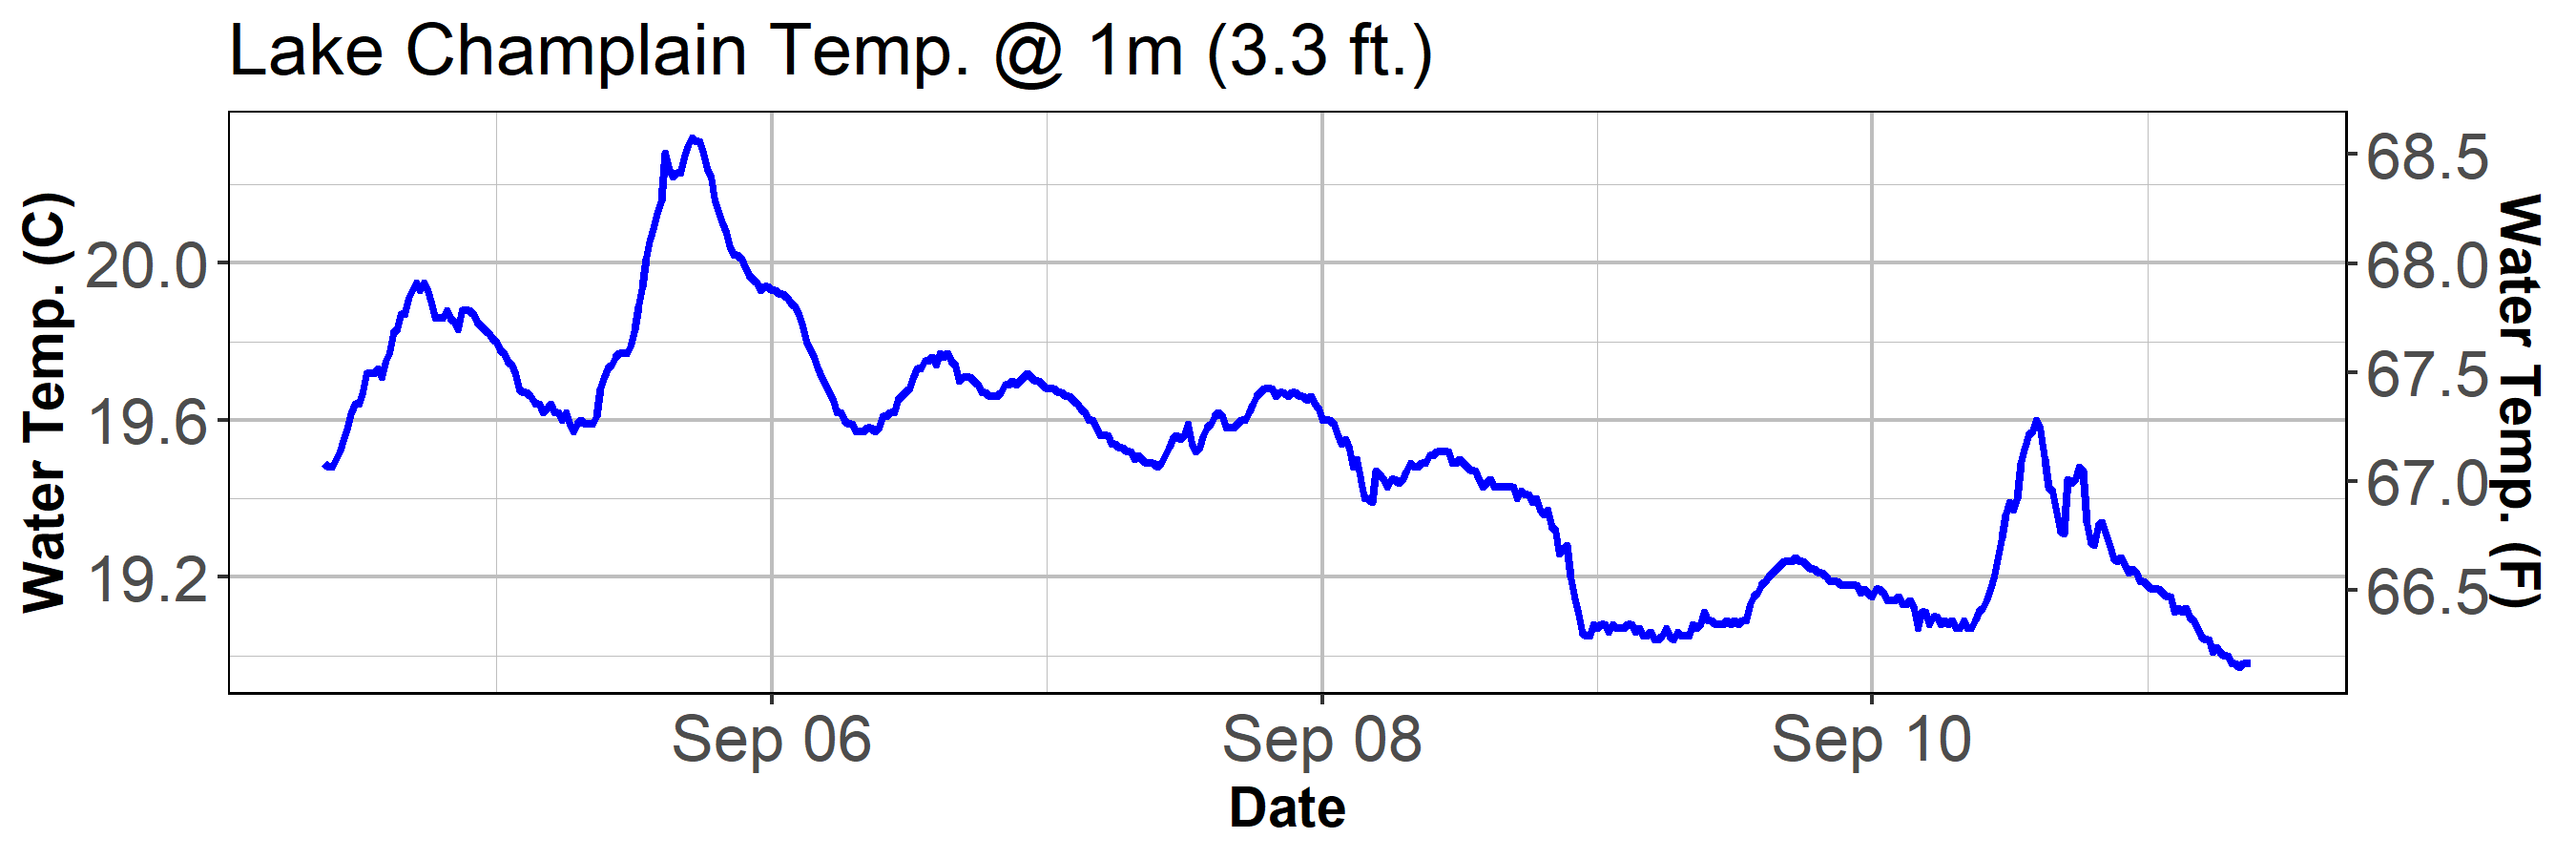 Lake Champlain Temp. @ 1m (3.3 ft.)
Water Temp. (C)
20.0
19.6
19.2
68.5
68.0
67.5
67.0
66.5
Water Temp. (F)
Sep 06
Sep 08
Sep 10
Date